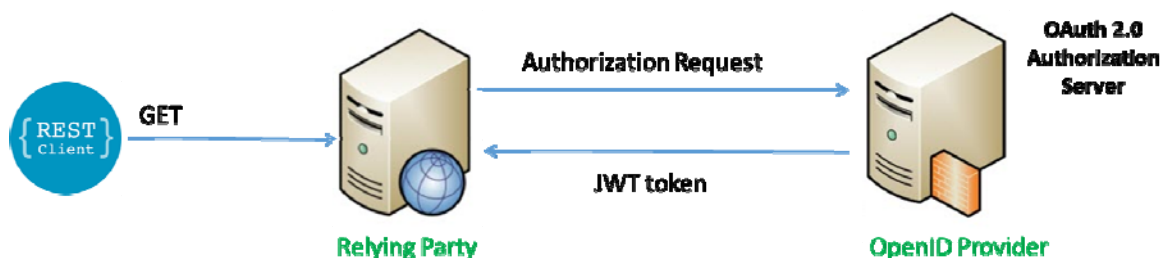 {REST
Client}
GET
Authorization Request
JWT token
Relying Party
OAuth 2.0
Authorization
Server
OpenID Provider